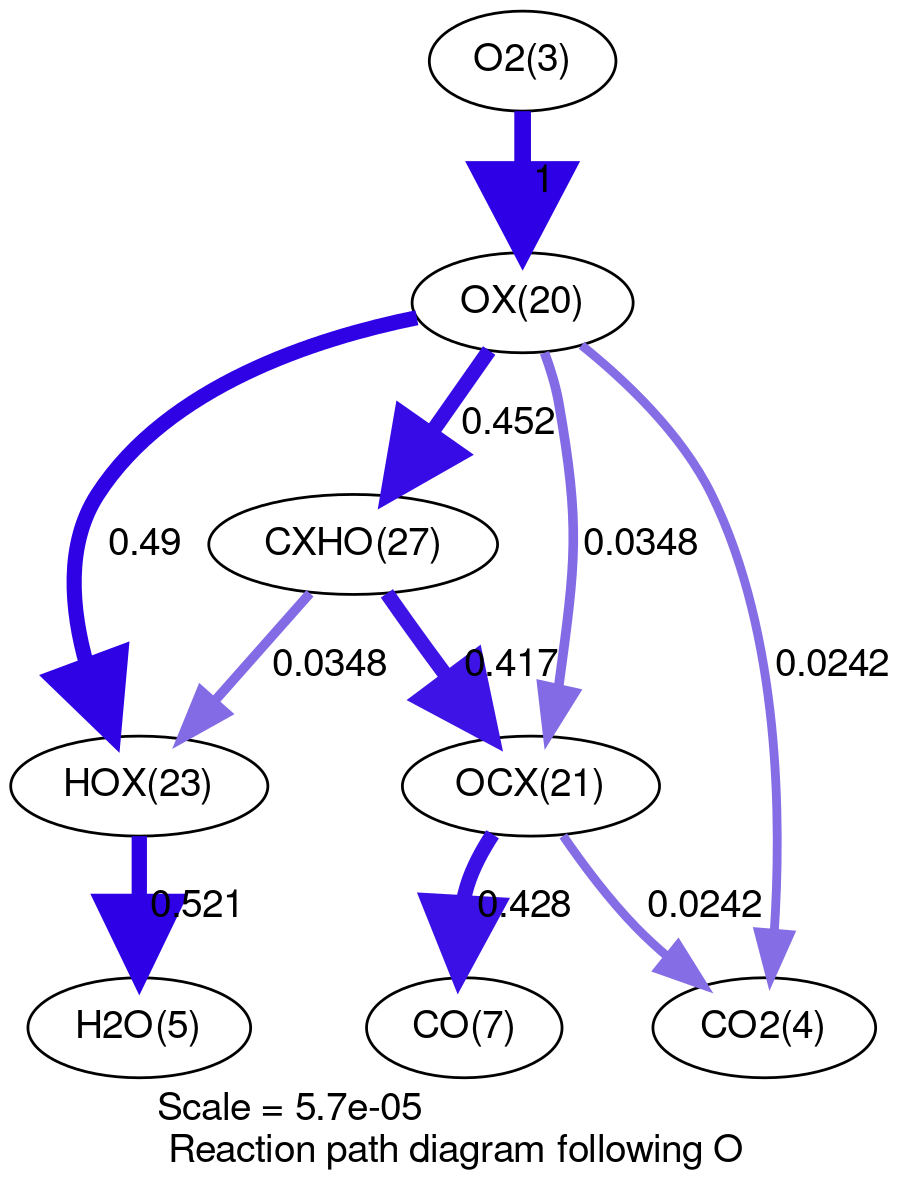 O2(3)
1
OX(20)
0.452
0.49
CXHO(27)
0.0348
0.0348
0.417
0.0242
HOX(23)
OCX(21)
0.521
0.428
0.0242
H2O(5)
CO(7)
CO2(4)
Scale = 5.7e-05
Reaction path diagram following O